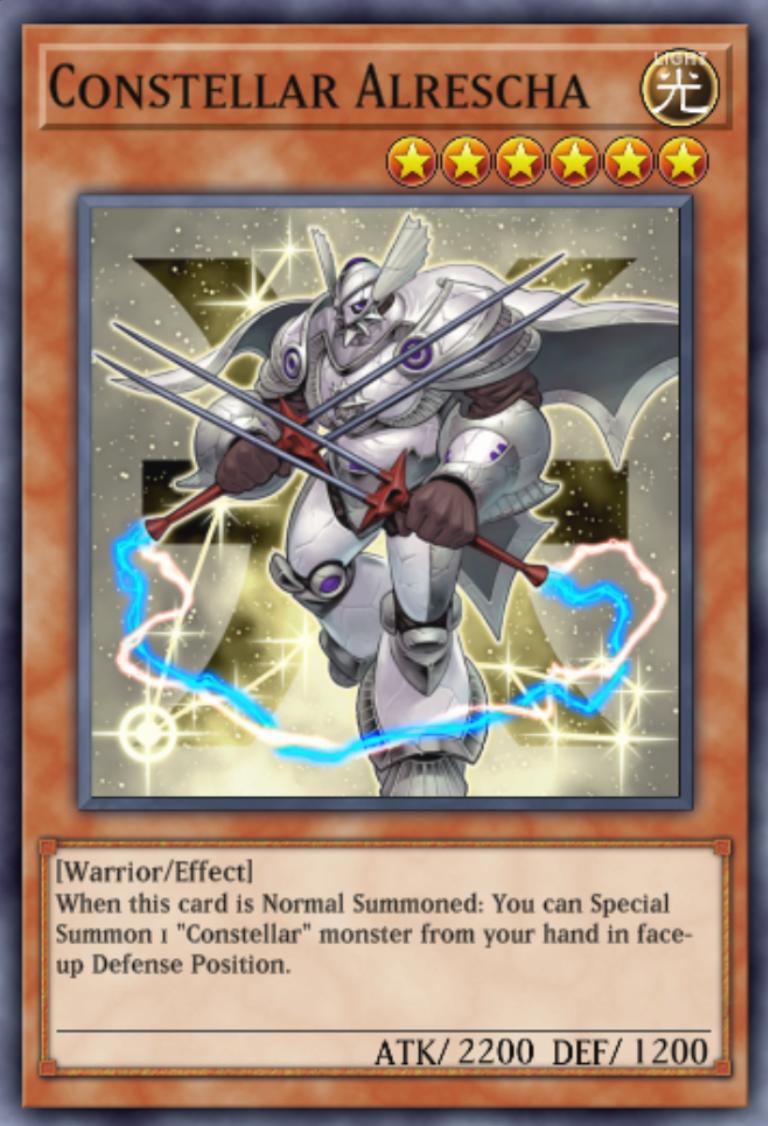 CONSTELLAR ALRESCHA
LIGHT
光
[Warrior/Effect]
When this card is Normal Summoned: You can Special
Summon 1 "Constellar" monster from your hand in face-
up Defense Position.
ATK/ 2200 DEF/ 1200